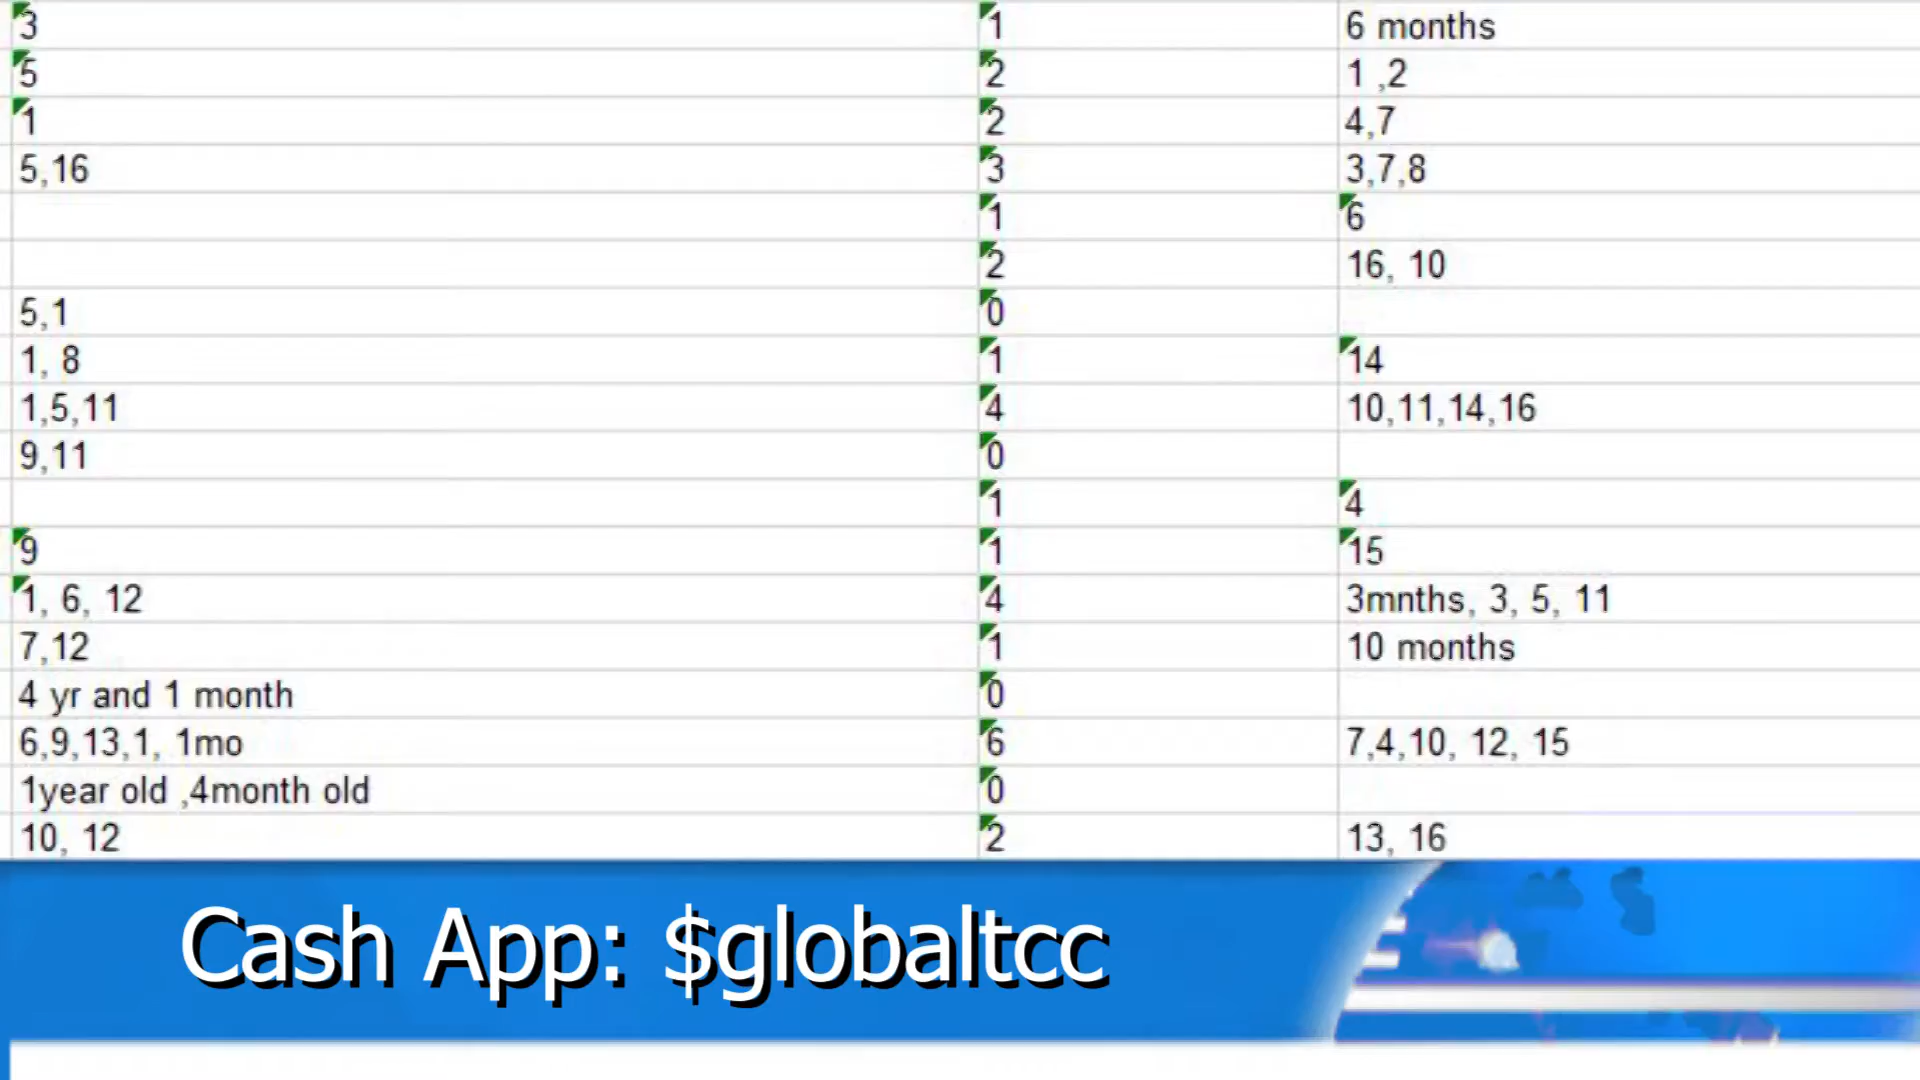 3 1 6 months
5 2 1 ,2
1 2 4,7
5,16 3 3,7,8
1 6
2 16, 10
5,1 0
1, 8 1 14
1,5,11 4 10,11,14,16
9,11 0
1 4
9 1 15
1, 6, 12 4 3mnths, 3, 5, 11
7,12 1 10 months
4 yr and 1 month 0
6,9,13,1, 1mo 6 7,4,10, 12, 15
1year old ,4month old 0
10, 12 2 13, 16
Cash App: $globaltcc